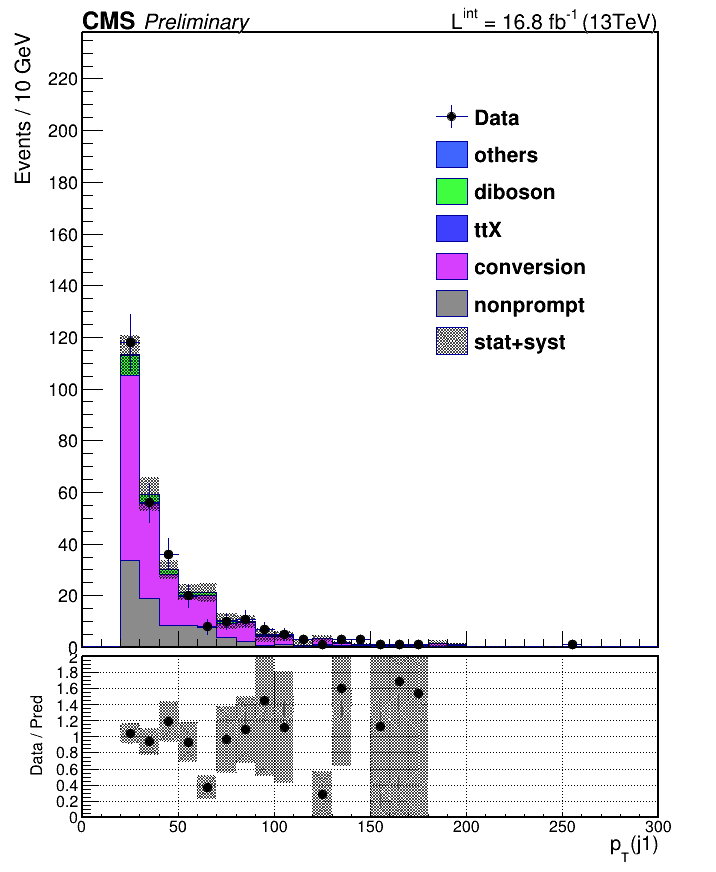 CMS Preliminary
L^int = 16.8 fb^-1 (13TeV)
Events / 10 GeV
220
200
180
160
140
120
100
80
60
40
20
0
Data
others
diboson
ttX
conversion
nonprompt
stat+syst
Data / Pred
2
1.8
1.6
1.4
1.2
1
0.8
0.6
0.4
0.2
0
0 50 100 150 200 250 300
p_T(j1)